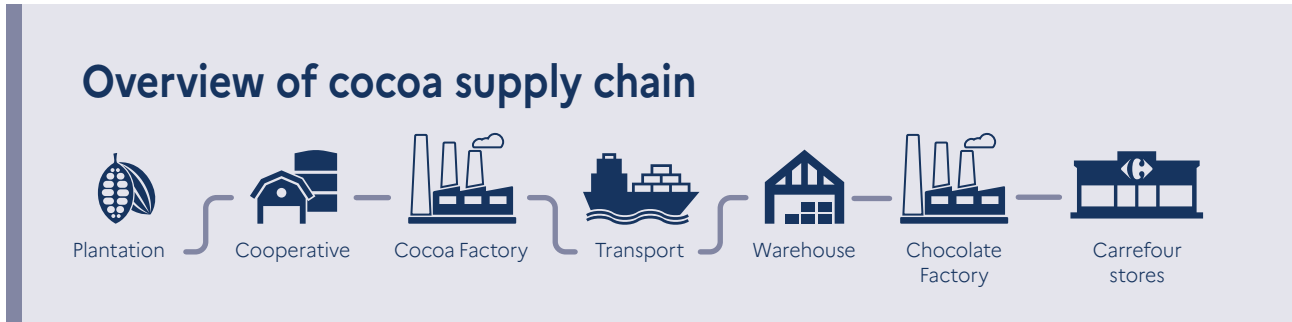 Overview of cocoa supply chain
Plantation
Cooperative
Cocoa Factory
Transport
Warehouse
Chocolate
Factory
Carrefour
stores